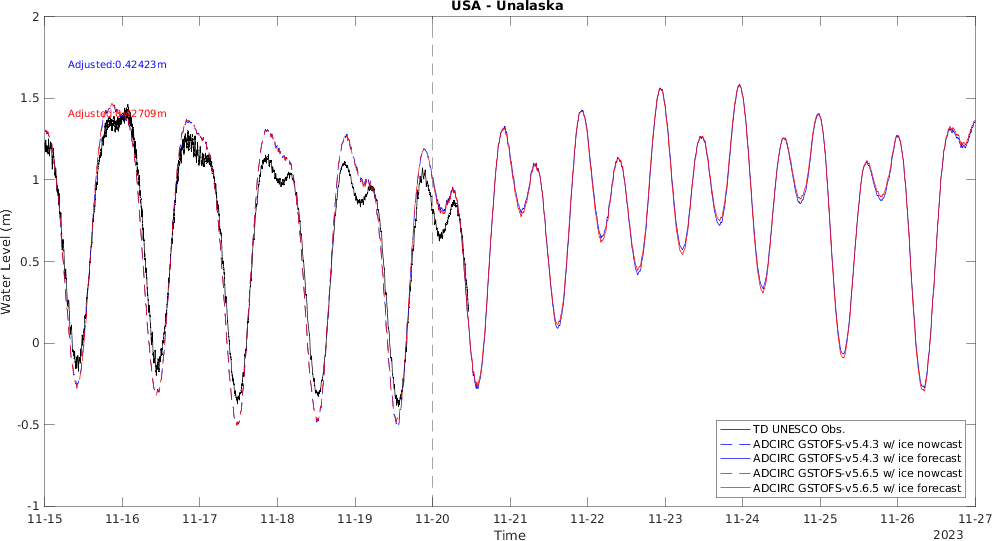 USA - Unalaska
2
Adjusted:0.42423m
1.5
Adjusted: 2709m
1
0.5
0
-0.5
-1
Water Level (m)
TD UNESCO Obs.
ADCIRC GSTOFS-v5.4.3 w/ ice nowcast
ADCIRC GSTOFS-v5.4.3 w/ ice forecast
ADCIRC GSTOFS-v5.6.5 w/ ice nowcast
ADCIRC GSTOFS-v5.6.5 w/ ice forecast
11-15 11-16 11-17 11-18 11-19 11-20 11-21 11-22 11-23 11-24 11-25 11-26 11-27
Time
2023